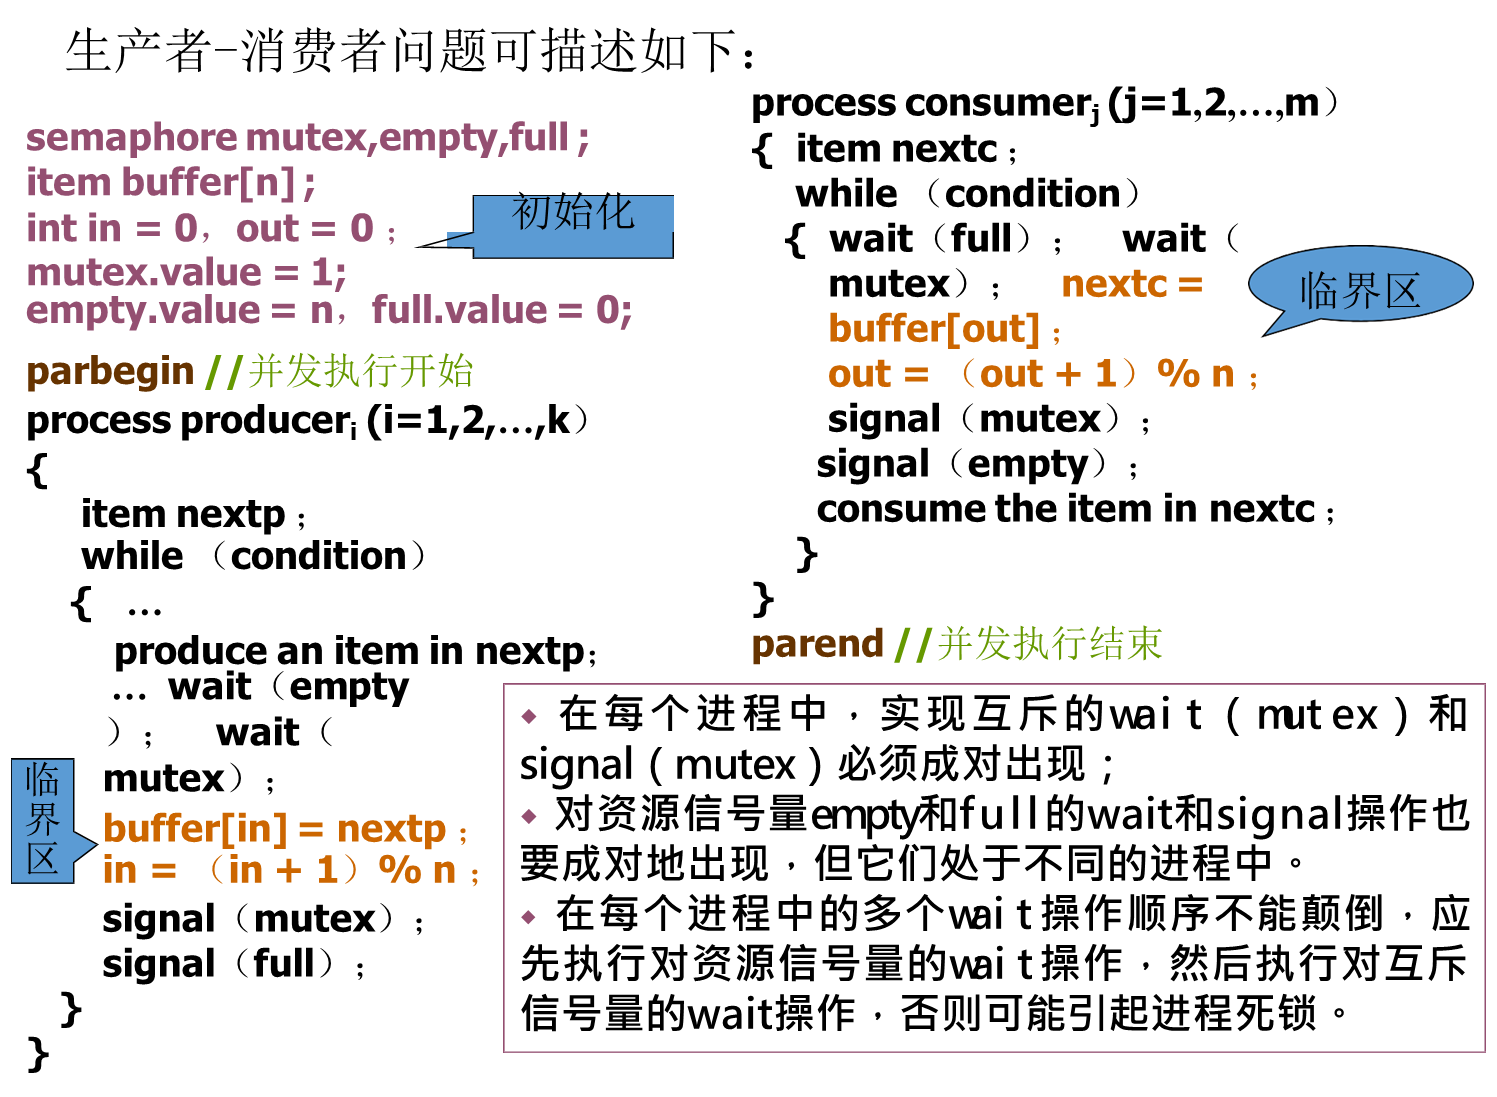 生产者-消费者问题可描述如下：
semaphore mutex,empty,full ;
item buffer[n] ;
int in = 0，out = 0 ；
初始化
mutex.value = 1;
empty.value = n，full.value = 0;
parbegin //并发执行开始
process produceri (i=1,2,…,k）
{
item nextp ；
while （condition）
{ …
produce an item in nextp；
… wait（empty
）； wait（
mutex）；
临界区
buffer[in] = nextp ；
in = （in + 1）% n ；
signal（mutex）；
signal（full）；
}
}
process consumerj (j=1,2,…,m）
{ item nextc ；
while （condition）
{ wait（full）； wait（
mutex）； nextc =
临界区
buffer[out] ；
out = （out + 1）% n ；
signal（mutex）；
signal（empty）；
consume the item in nextc ；
}
}
parend //并发执行结束
◆ 在每个进程中，实现互斥的wait（mutex）和
signal（mutex）必须成对出现；
◆ 对资源信号量empty和full的wait和signal操作也
要成对地出现，但它们处于不同的进程中。
◆ 在每个进程中的多个wait操作顺序不能颠倒，应
先执行对资源信号量的wait操作，然后执行对互斥
信号量的wait操作，否则可能引起进程死锁。